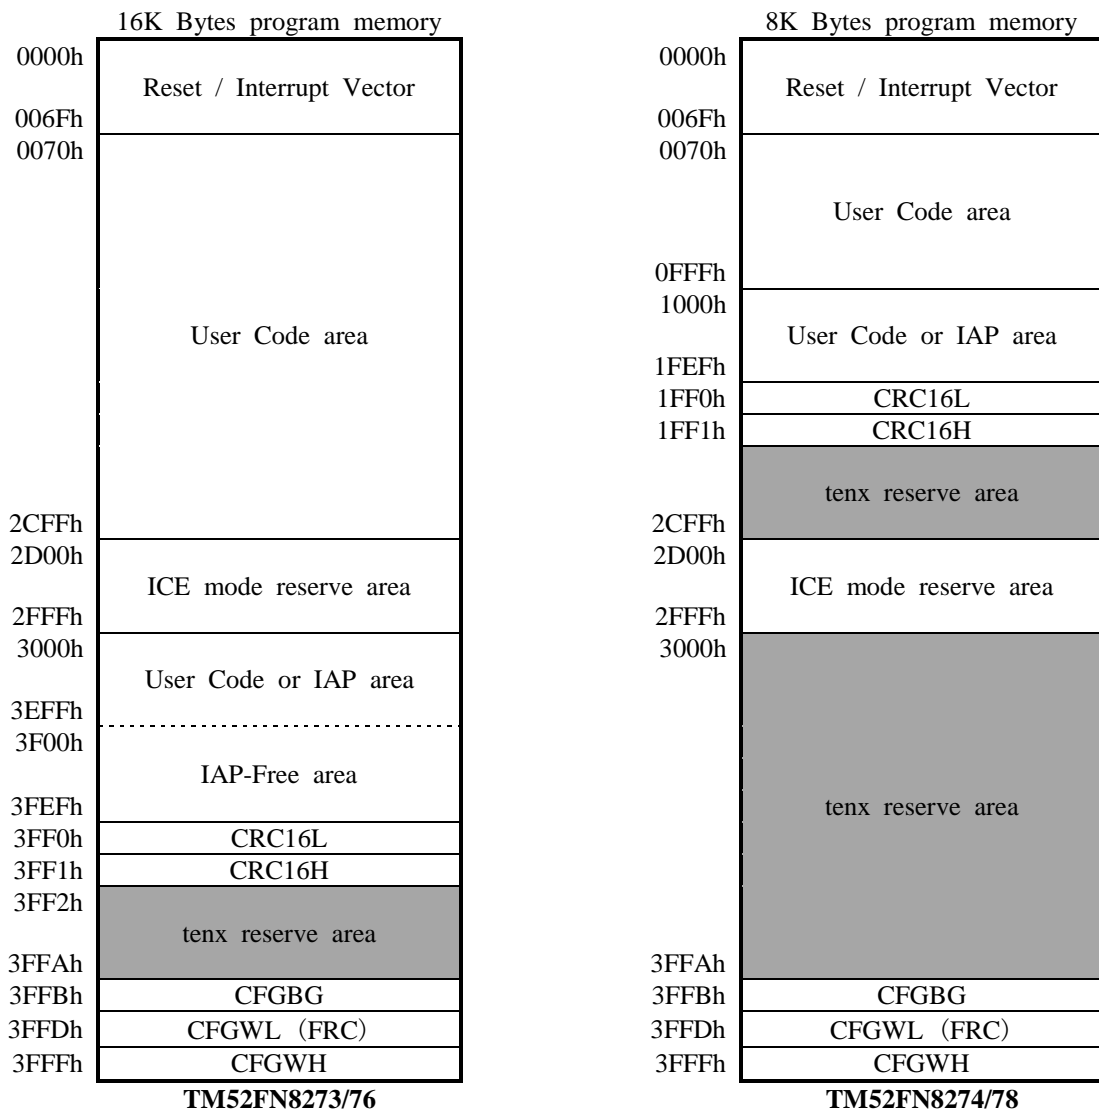 16K Bytes program memory
0000h
Reset / Interrupt Vector
006Fh
0070h
User Code area
2CFFh
2D00h
ICE mode reserve area
2FFFh
3000h
User Code or IAP area
3EFFh
3F00h
IAP-Free area
3FEFh
3FF0h CRC16L
3FF1h CRC16H
3FF2h
tenx reserve area
3FFAh
3FFBh CFGBG
3FFDh CFGWL (FRC)
3FFFh CFGWH
TM52FN8273/76
8K Bytes program memory
0000h
Reset / Interrupt Vector
006Fh
0070h
User Code area
0FFFh
1000h
User Code or IAP area
1FEFh
1FF0h CRC16L
1FF1h CRC16H
tenx reserve area
2CFFh
2D00h
ICE mode reserve area
2FFFh
3000h
tenx reserve area
3FFAh
3FFBh CFGBG
3FFDh CFGWL (FRC)
3FFFh CFGWH
TM52FN8274/78